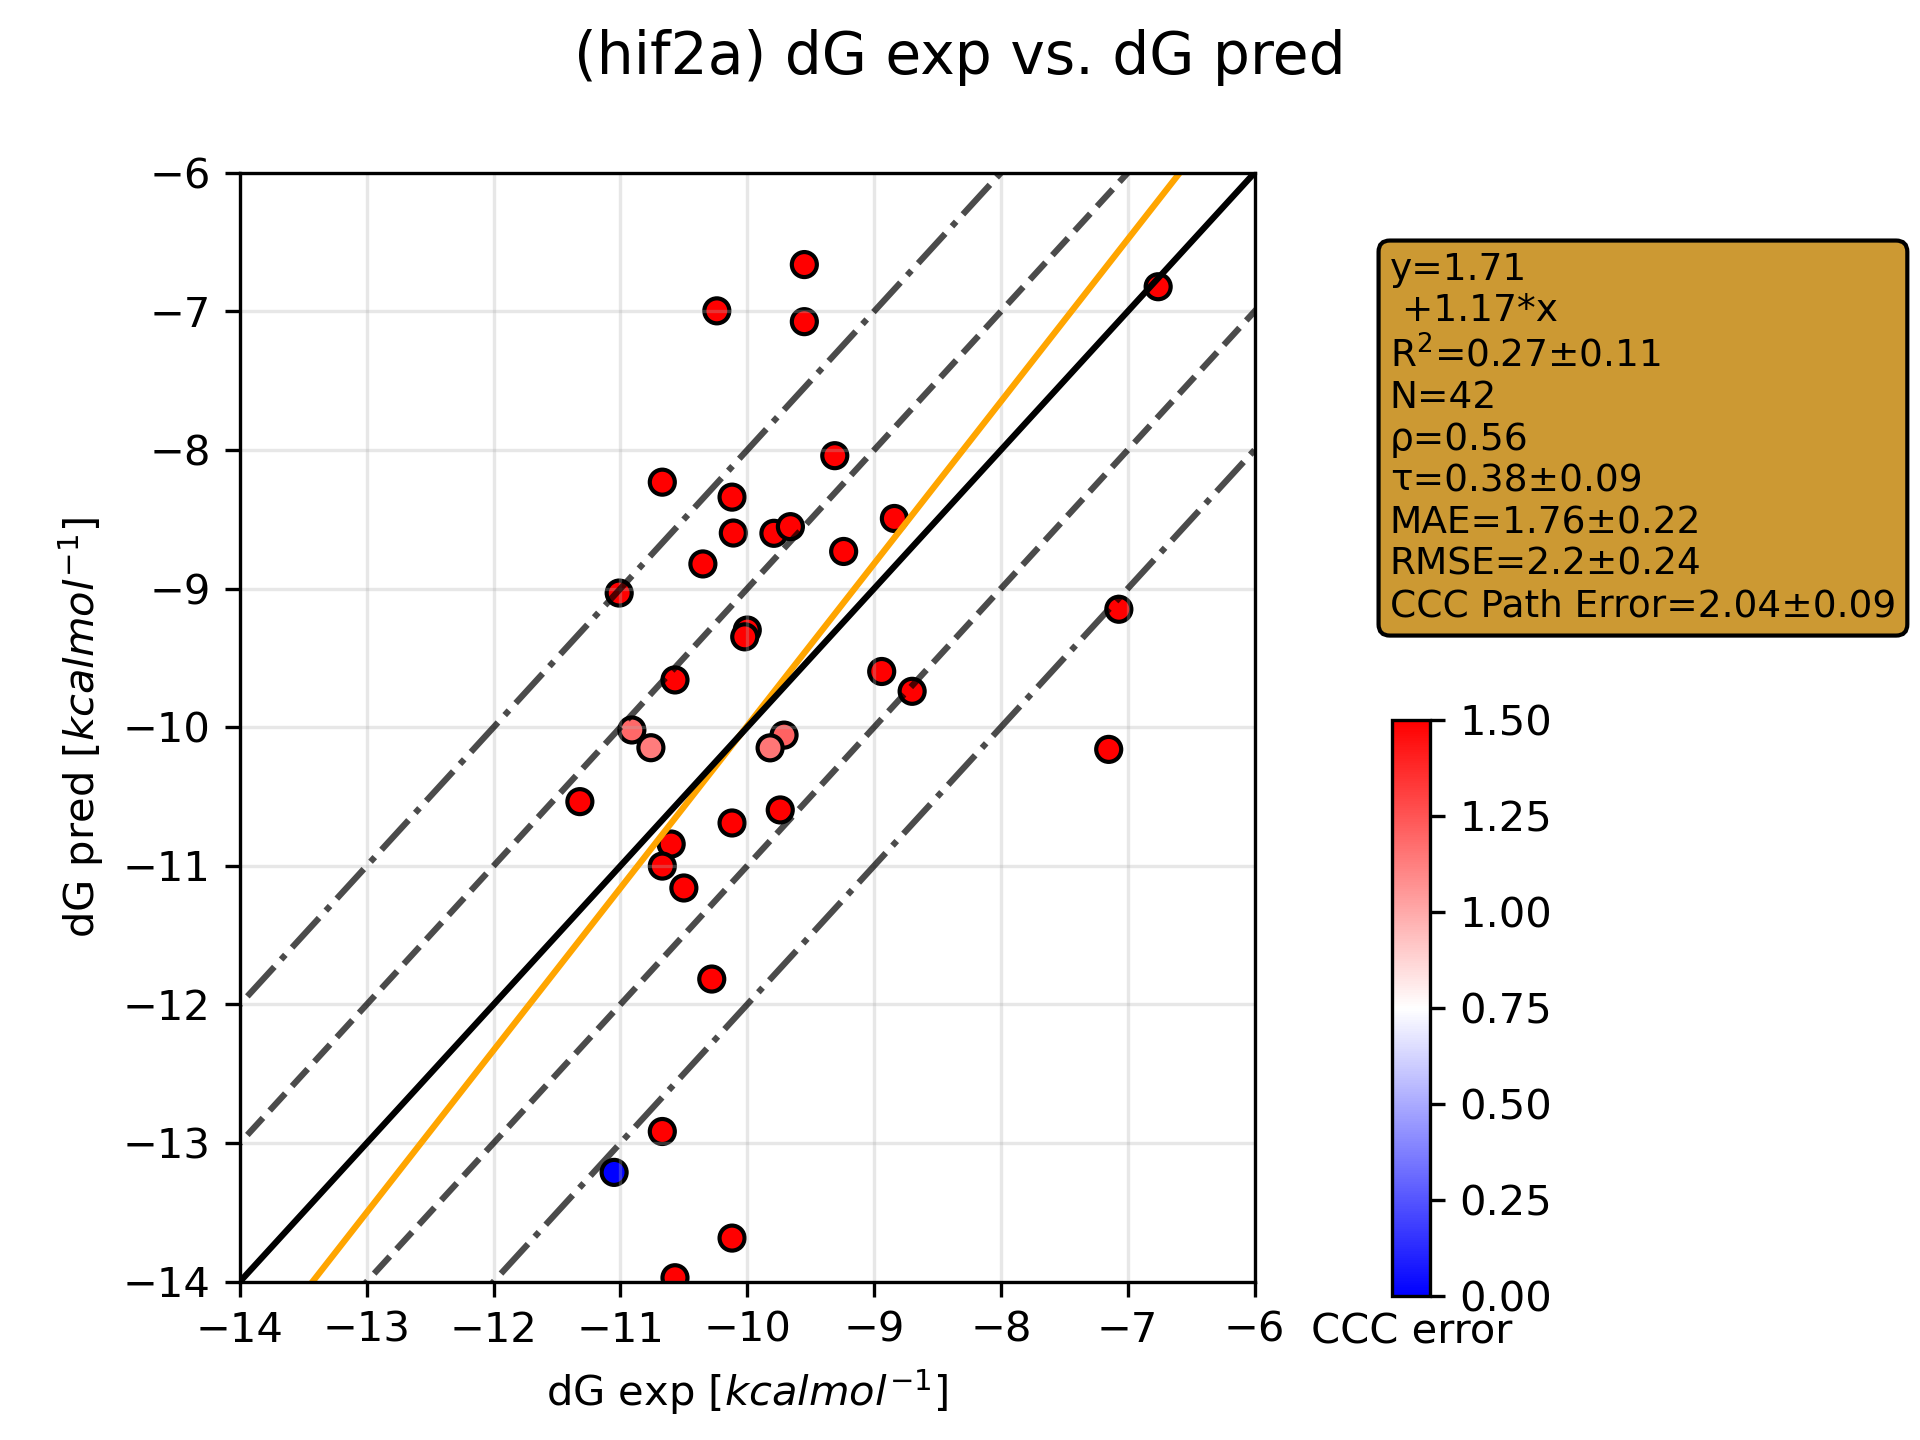 (hif2a) dG exp vs. dG pred
−6
−7
−8
−9
−10
−11
−12
−13
−14
dG pred [kcalmol⁻¹]
−14 −13 −12 −11 −10 −9 −8 −7 −6
dG exp [kcalmol⁻¹]
y=1.71
+1.17*x
R²=0.27±0.11
N=42
ρ=0.56
τ=0.38±0.09
MAE=1.76±0.22
RMSE=2.2±0.24
CCC Path Error=2.04±0.09
1.50
1.25
1.00
0.75
0.50
0.25
0.00
CCC error